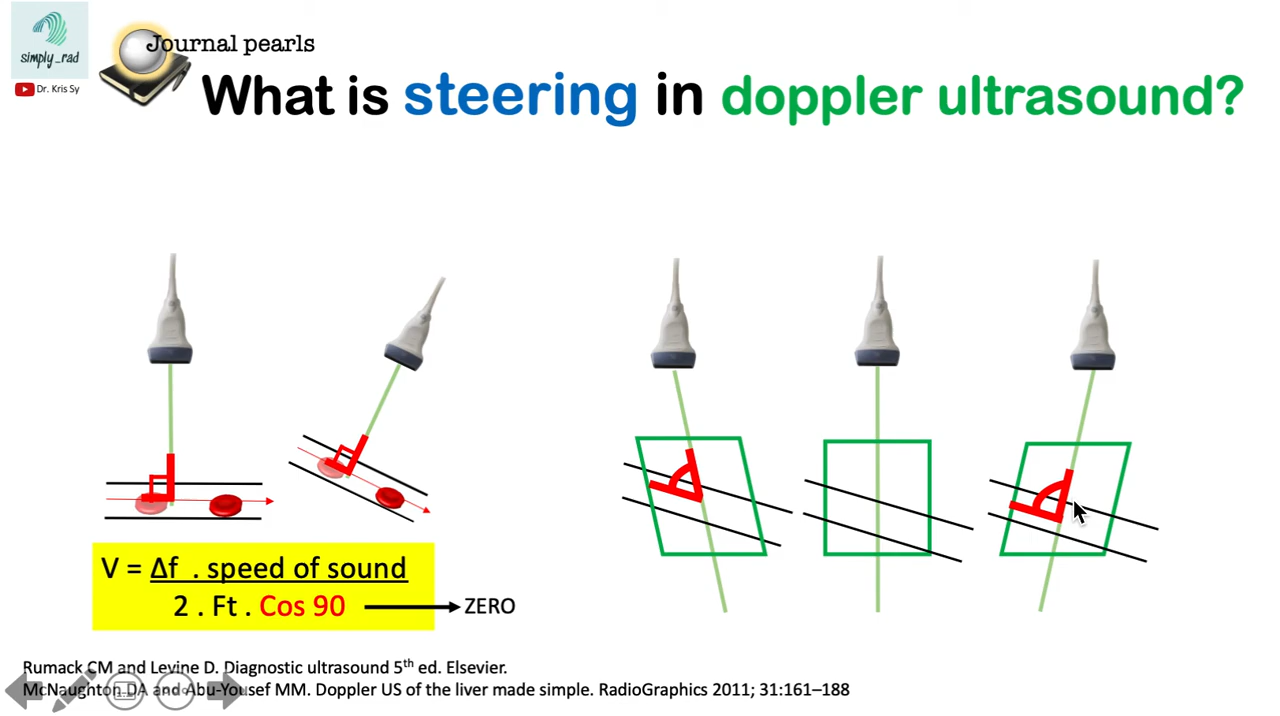 simply_rad
Dr. Kris Sy
Journal pearls
What is steering in doppler ultrasound?
V = Δf . speed of sound
2 . Ft . Cos 90
ZERO
Rumack CM and Levine D. Diagnostic ultrasound 5th ed. Elsevier.
McNaughton DA and Abu-Yousef MM. Doppler US of the liver made simple. RadioGraphics 2011; 31:161–188